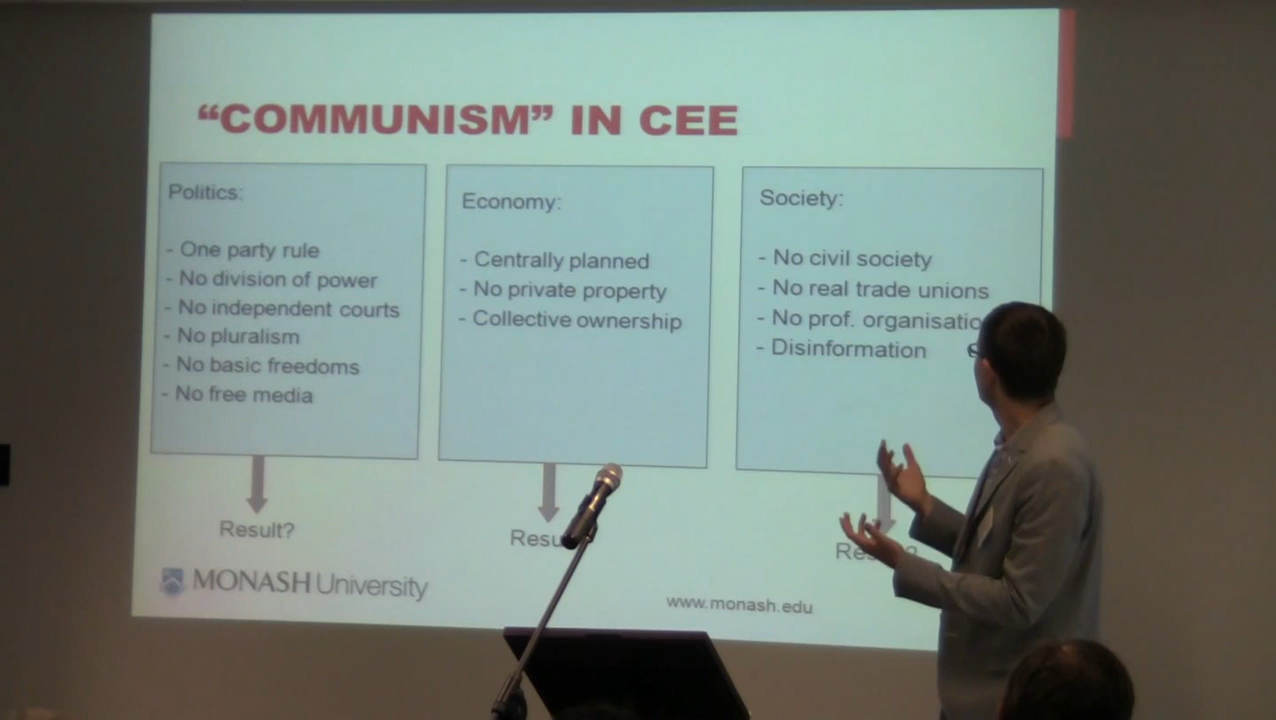 “COMMUNISM” IN CEE
Politics:
- One party rule
- No division of power
- No independent courts
- No pluralism
- No basic freedoms
- No free media
Result?
Economy:
- Centrally planned
- No private property
- Collective ownership
Society:
- No civil society
- No real trade unions
- No prof.
- Disinformation
MONASH University
www.monash.edu